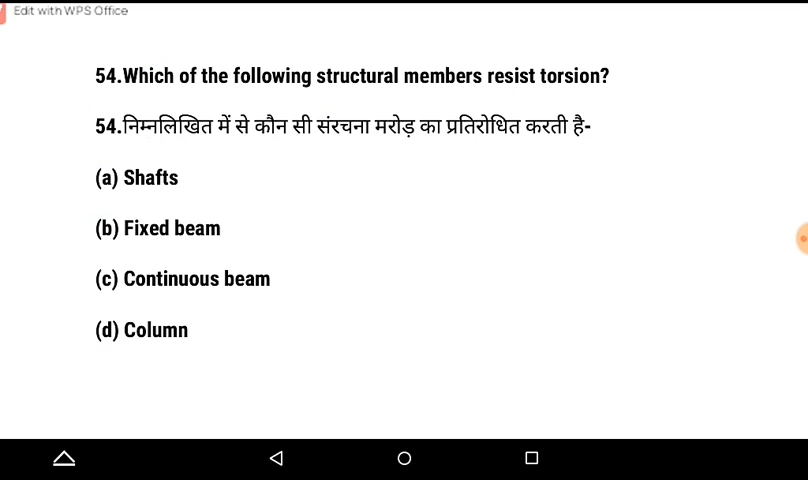 Edit with WPS Office
54.Which of the following structural members resist torsion?
54.निम्नलिखित में से कौन सी संरचना मरोड़ का प्रतिरोधित करती है-
(a) Shafts
(b) Fixed beam
(c) Continuous beam
(d) Column